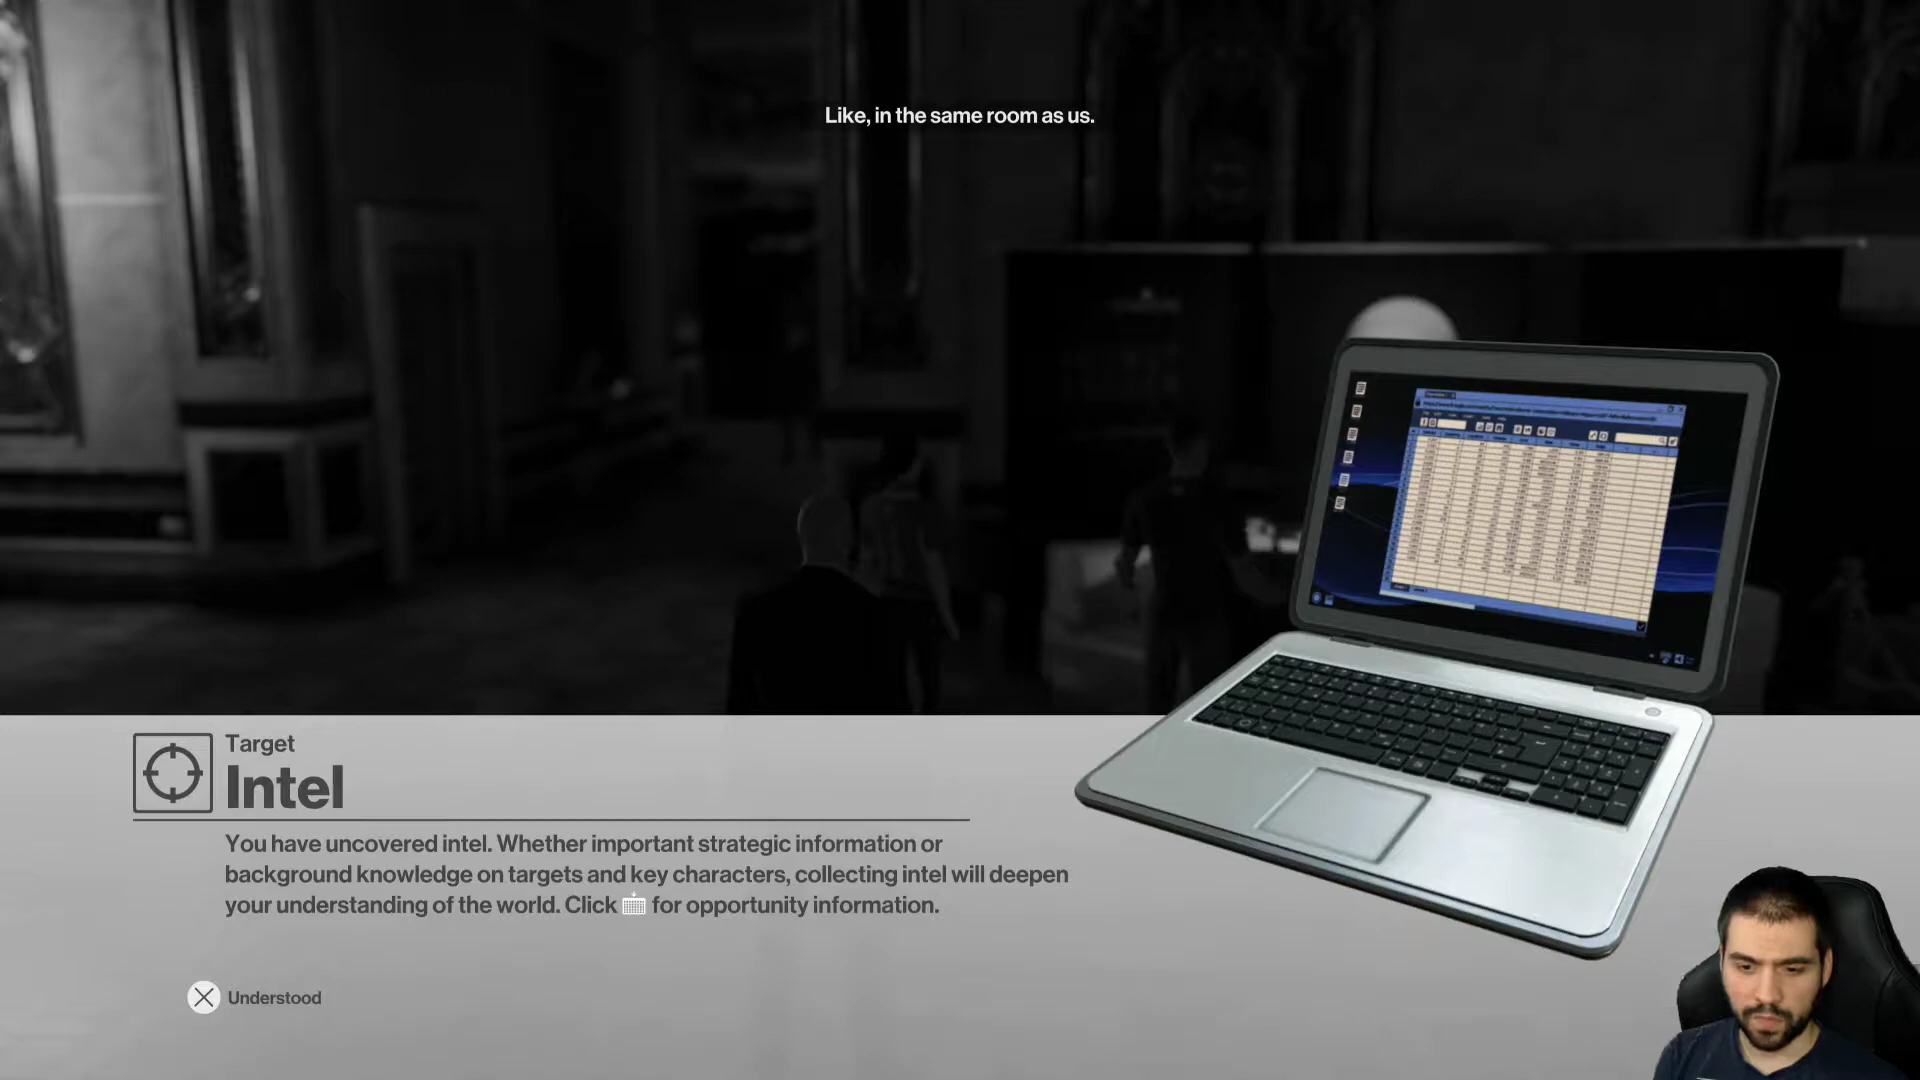 Like, in the same room as us.
Target
Intel
You have uncovered intel. Whether important strategic information or
background knowledge on targets and key characters, collecting intel will deepen
your understanding of the world. Click for opportunity information.
Understood